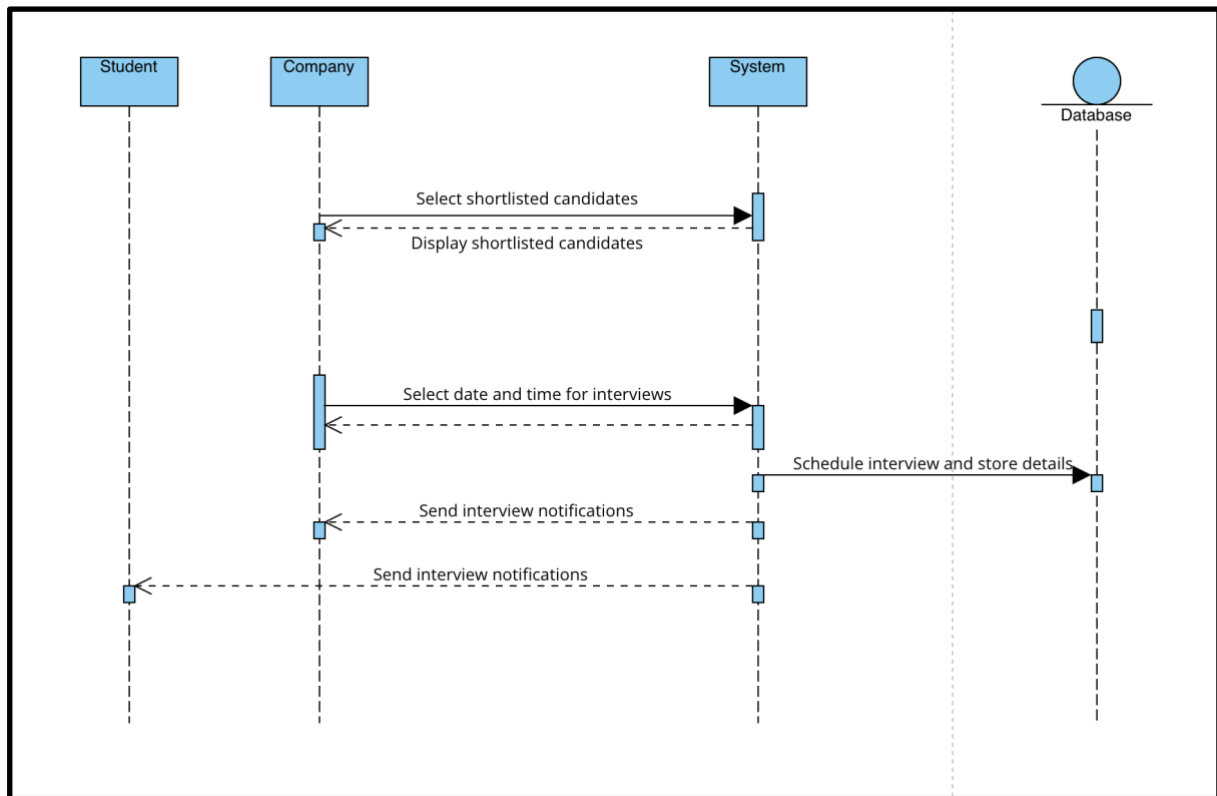 Student
Company
System
Database
Select shortlisted candidates
Display shortlisted candidates
Select date and time for interviews
Schedule interview and store details
Send interview notifications
Send interview notifications